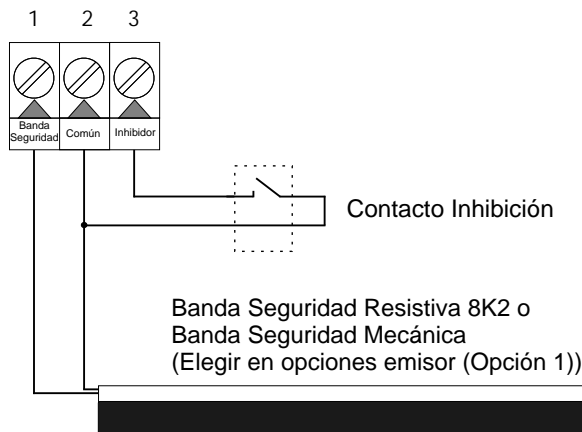 1 2 3
Banda Seguridad
Común
Inhibidor
Contacto Inhibición
Banda Seguridad Resistiva 8K2 o
Banda Seguridad Mecánica
(Elegir en opciones emisor (Opción 1))